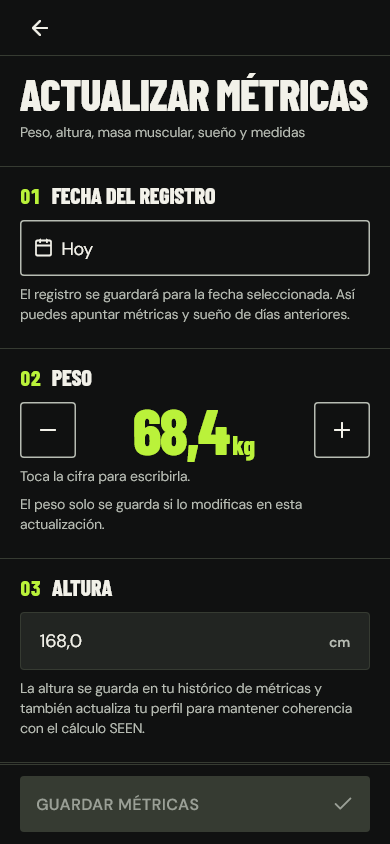 ACTUALIZAR MÉTRICAS
Peso, altura, masa muscular, sueño y medidas
01 FECHA DEL REGISTRO
Hoy
El registro se guardará para la fecha seleccionada. Así
puedes apuntar métricas y sueño de días anteriores.
02 PESO
68,4 kg
Toca la cifra para escribirla.
El peso solo se guarda si lo modificas en esta
actualización.
03 ALTURA
168,0 cm
La altura se guarda en tu histórico de métricas y
también actualiza tu perfil para mantener coherencia
con el cálculo SEEN.
GUARDAR MÉTRICAS